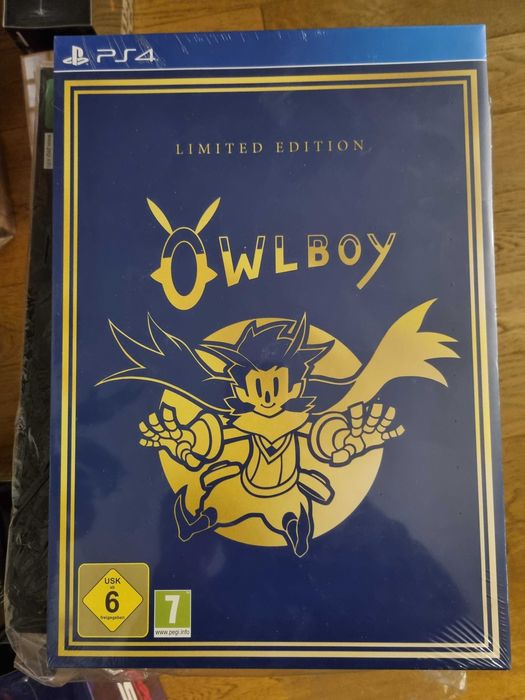 PS4
LIMITED EDITION
OWLBOY
USK
ab
6
freigegeben
7
www.pegi.info